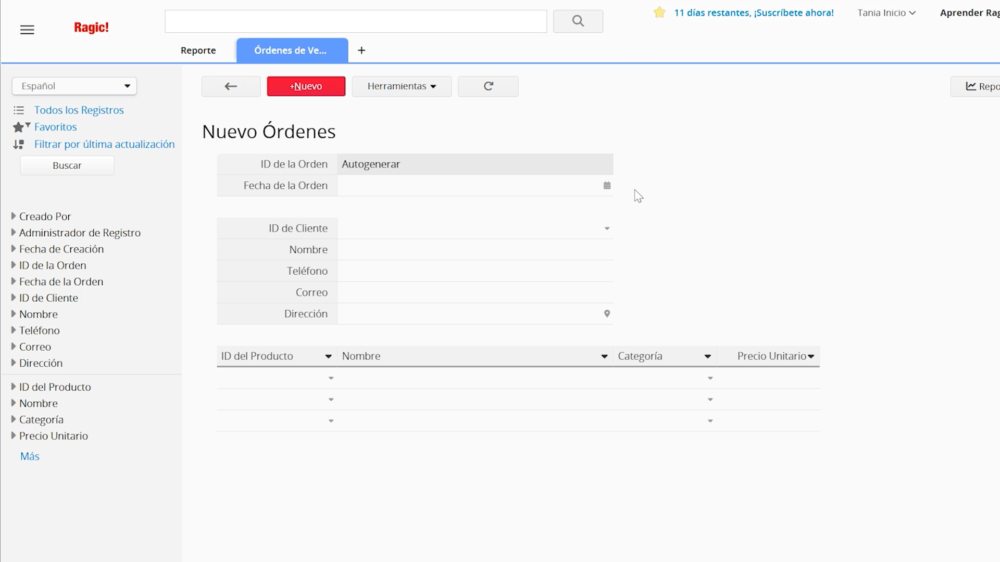 Ragic!
11 días restantes, ¡Suscríbete ahora!
Tania Inicio
Aprender Rag
Reporte
Órdenes de Ve...
+
Español
+Nuevo
Herramientas
Repo
Todos los Registros
Favoritos
Filtrar por última actualización
Buscar
Nuevo Órdenes
ID de la Orden
Autogenerar
Fecha de la Orden
ID de Cliente
Nombre
Teléfono
Correo
Dirección
ID del Producto
Nombre
Categoría
Precio Unitario
Creado Por
Administrador de Registro
Fecha de Creación
ID de la Orden
Fecha de la Orden
ID de Cliente
Nombre
Teléfono
Correo
Dirección
ID del Producto
Nombre
Categoría
Precio Unitario
Más